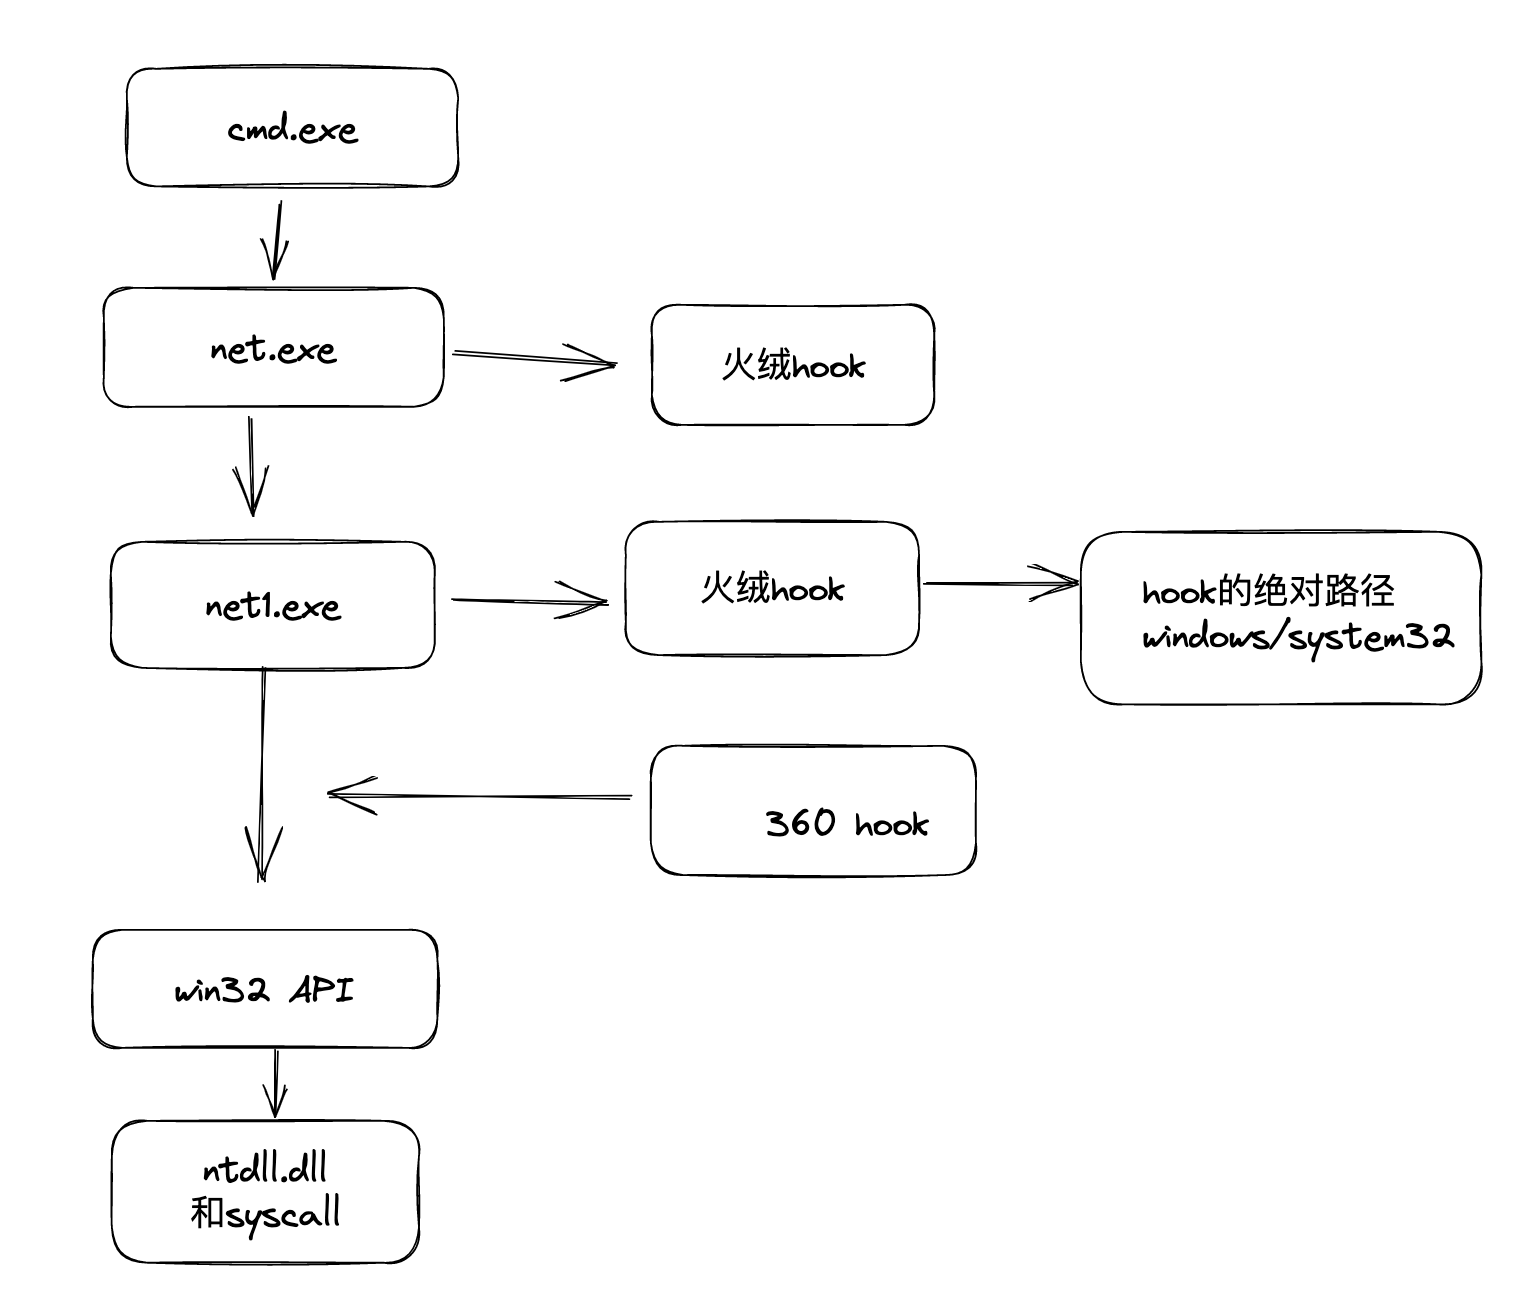 cmd.exe
net.exe
火绒hook
net1.exe
火绒hook
hook的绝对路径
windows/system32
360 hook
win32 API
ntdll.dll
和syscall